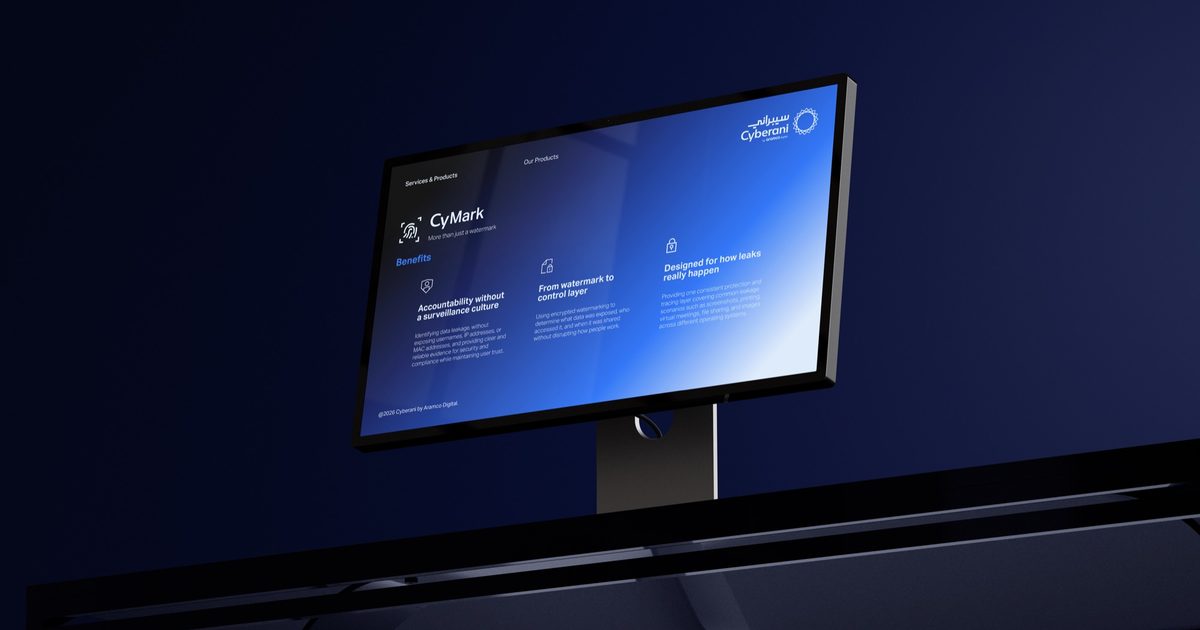 سيبراني
Cyberani
by aramco digital
Services & Products
Our Products
CyMark
More than just a watermark
Benefits
Accountability without
a surveillance culture
Identifying data leakage, without
exposing usernames, IP addresses, or
MAC addresses, and providing clear and
reliable evidence for security and
compliance while maintaining user trust.
From watermark to
control layer
Using encrypted watermarking to
determine what data was exposed, who
accessed it, and when it was shared
without disrupting how people work.
Designed for how leaks
really happen
Providing one consistent protection and
tracing layer covering common leakage
scenarios such as screenshots, printing,
virtual meetings, file sharing, and images
across different operating systems.
@2026 Cyberani by Aramco Digital.